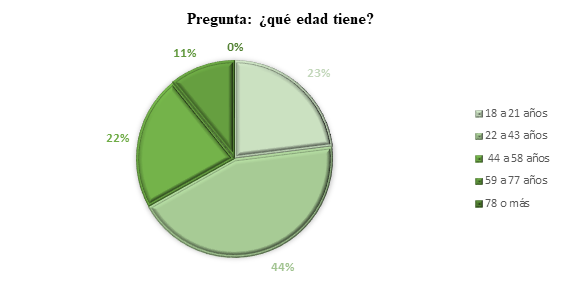 Pregunta: ¿qué edad tiene?
11%
0%
23%
22%
44%
18 a 21 años
22 a 43 años
44 a 58 años
59 a 77 años
78 o más